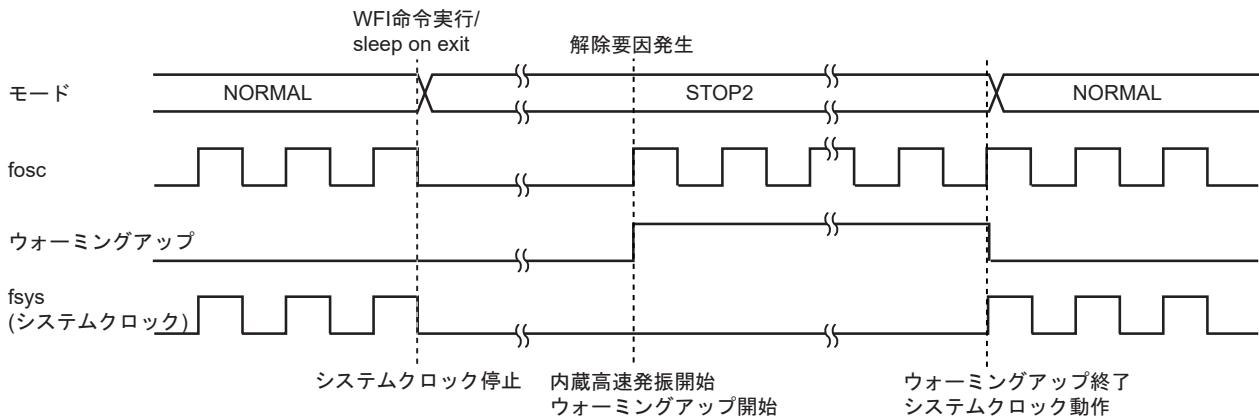 WFI命令実行/
sleep on exit
解除要因発生
モード
NORMAL
STOP2
NORMAL
fosc
ウォーミングアップ
fsys
(システムクロック)
システムクロック停止
内蔵高速発振開始
ウォーミングアップ開始
ウォーミングアップ終了
システムクロック動作